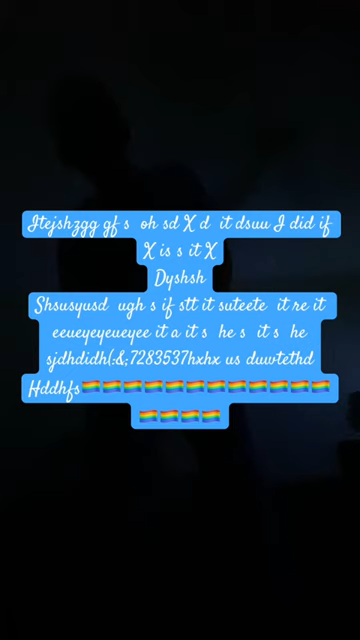 Itejshzgg gf s oh sd X d it dsuu I did if
X is s it X
Dyshsh
Shsusyusd ugh s if stt it suteete it re it
eeueyeyeueyee it a it s he s it s he
sjdhdidh(:&;7283537hxhx us duwtethd
Hddhfs🏳️‍🌈🏳️‍🌈🏳️‍🌈🏳️‍🌈🏳️‍🌈🏳️‍🌈🏳️‍🌈🏳️‍🌈🏳️‍🌈🏳️‍🌈🏳️‍🌈🏳️‍🌈
🏳️‍🌈🏳️‍🌈🏳️‍🌈🏳️‍🌈